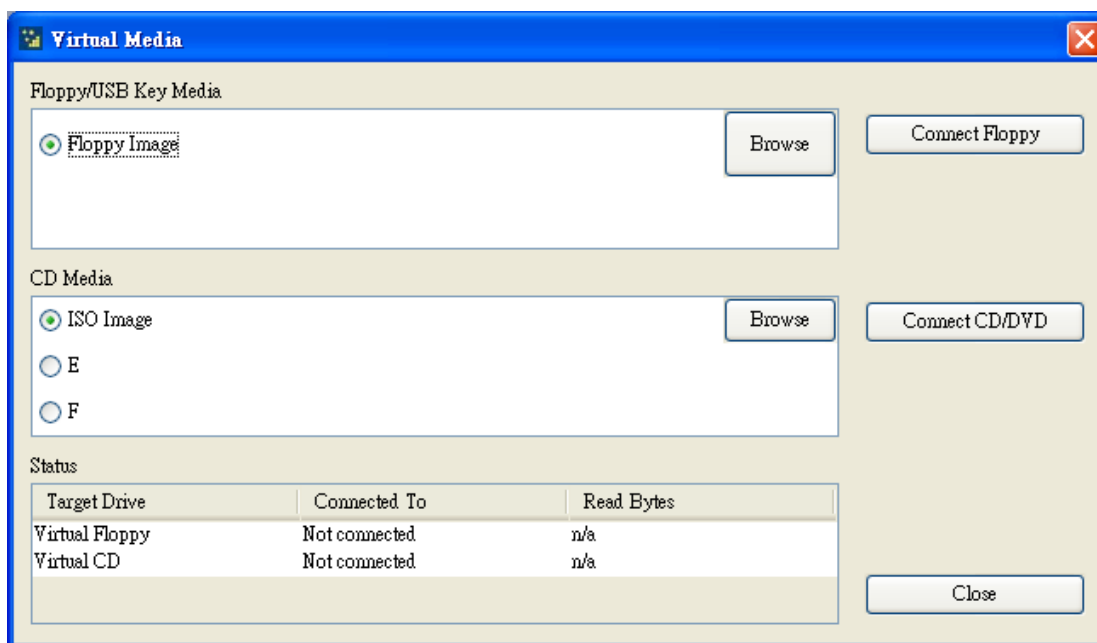 Virtual Media
Floppy/USB Key Media
Floppy Image Browse Connect Floppy
CD Media
ISO Image Browse Connect CD/DVD
E
F
Status
Target Drive Connected To Read Bytes
Virtual Floppy Not connected n/a
Virtual CD Not connected n/a
Close